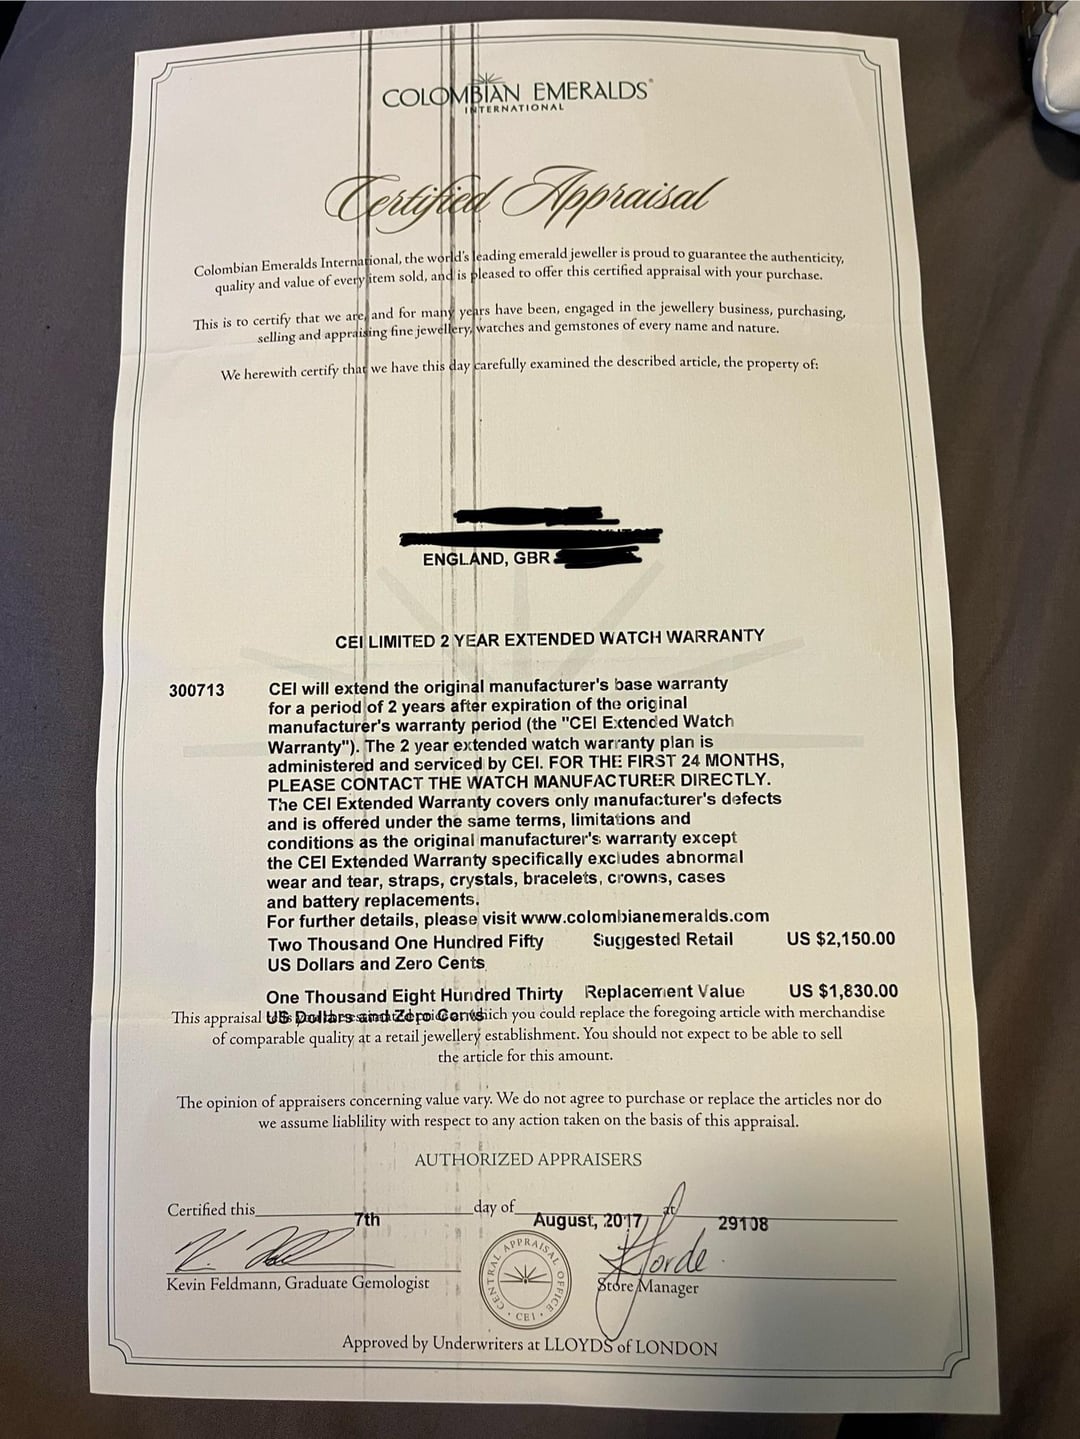 COLOMBIAN EMERALDS®
INTERNATIONAL
Certified Appraisal
Colombian Emeralds International, the world's leading emerald jeweller is proud to guarantee the authenticity,
quality and value of every item sold, and is pleased to offer this certified appraisal with your purchase.
This is to certify that we are, and for many years have been, engaged in the jewellery business, purchasing,
selling and appraising fine jewellery, watches and gemstones of every name and nature.
We herewith certify that we have this day carefully examined the described article, the property of:
ENGLAND, GBR
CEI LIMITED 2 YEAR EXTENDED WATCH WARRANTY
300713 CEI will extend the original manufacturer's base warranty
for a period of 2 years after expiration of the original
manufacturer's warranty period (the "CEI Extended Watch
Warranty"). The 2 year extended watch warranty plan is
administered and serviced by CEI. FOR THE FIRST 24 MONTHS,
PLEASE CONTACT THE WATCH MANUFACTURER DIRECTLY.
The CEI Extended Warranty covers only manufacturer's defects
and is offered under the same terms, limitations and
conditions as the original manufacturer's warranty except
the CEI Extended Warranty specifically excludes abnormal
wear and tear, straps, crystals, bracelets, crowns, cases
and battery replacements.
For further details, please visit www.colombianemeralds.com
Two Thousand One Hundred Fifty Suggested Retail US $2,150.00
US Dollars and Zero Cents
One Thousand Eight Hundred Thirty Replacement Value US $1,830.00
US Dollars and Zero Cents
This appraisal which you could replace the foregoing article with merchandise
of comparable quality at a retail jewellery establishment. You should not expect to be able to sell
the article for this amount.
The opinion of appraisers concerning value vary. We do not agree to purchase or replace the articles nor do
we assume liablility with respect to any action taken on the basis of this appraisal.
AUTHORIZED APPRAISERS
Certified this 7th day of August, 2017 at 29108
Kevin Feldmann, Graduate Gemologist
CENTRAL APPRAISAL OFFICE
CEI
Store Manager
Approved by Underwriters at LLOYDS of LONDON